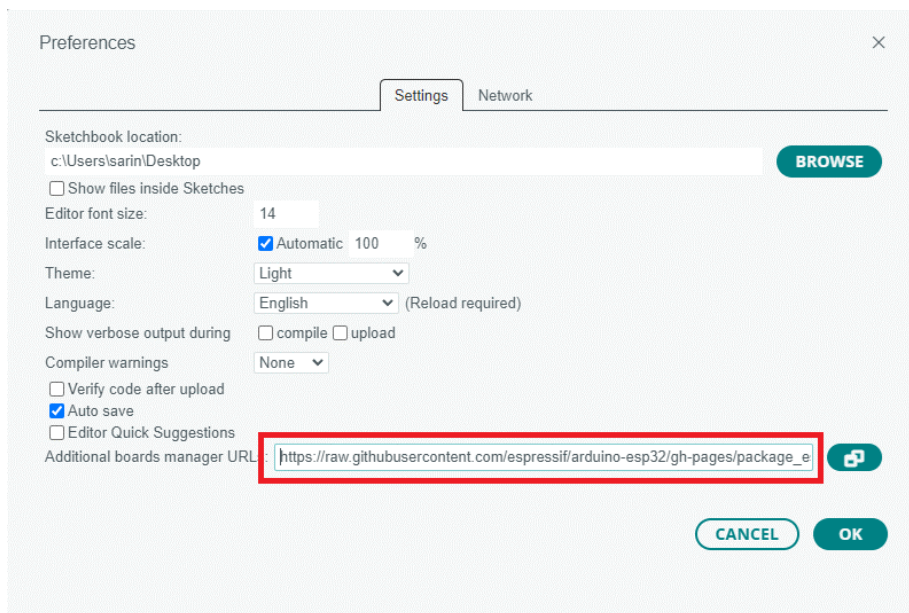 Preferences
Settings Network
Sketchbook location:
c:\Users\sarin\Desktop
BROWSE
Show files inside Sketches
Editor font size: 14
Interface scale: Automatic 100 %
Theme: Light
Language: English (Reload required)
Show verbose output during compile upload
Compiler warnings None
Verify code after upload
Auto save
Editor Quick Suggestions
Additional boards manager URL : https://raw.githubusercontent.com/espressif/arduino-esp32/gh-pages/package_e
CANCEL OK